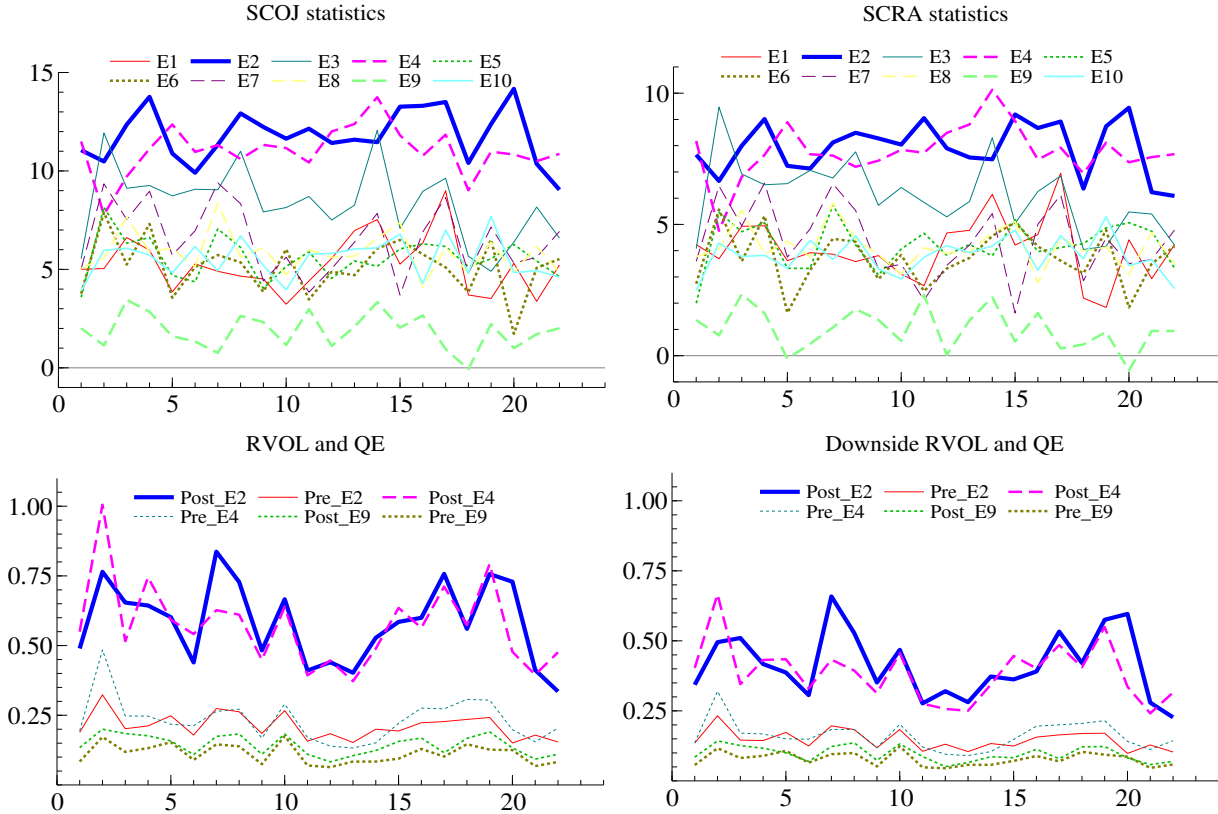 SCOJ statistics
E1 E2 E3 E4 E5
E6 E7 E8 E9 E10
15
10
5
0
0 5 10 15 20
SCRA statistics
E1 E2 E3 E4 E5
E6 E7 E8 E9 E10
10
5
0
0 5 10 15 20
RVOL and QE
Post_E2 Pre_E2 Post_E4
Pre_E4 Post_E9 Pre_E9
1.00
0.75
0.50
0.25
0 5 10 15 20
Downside RVOL and QE
Post_E2 Pre_E2 Post_E4
Pre_E4 Post_E9 Pre_E9
1.00
0.75
0.50
0.25
0 5 10 15 20